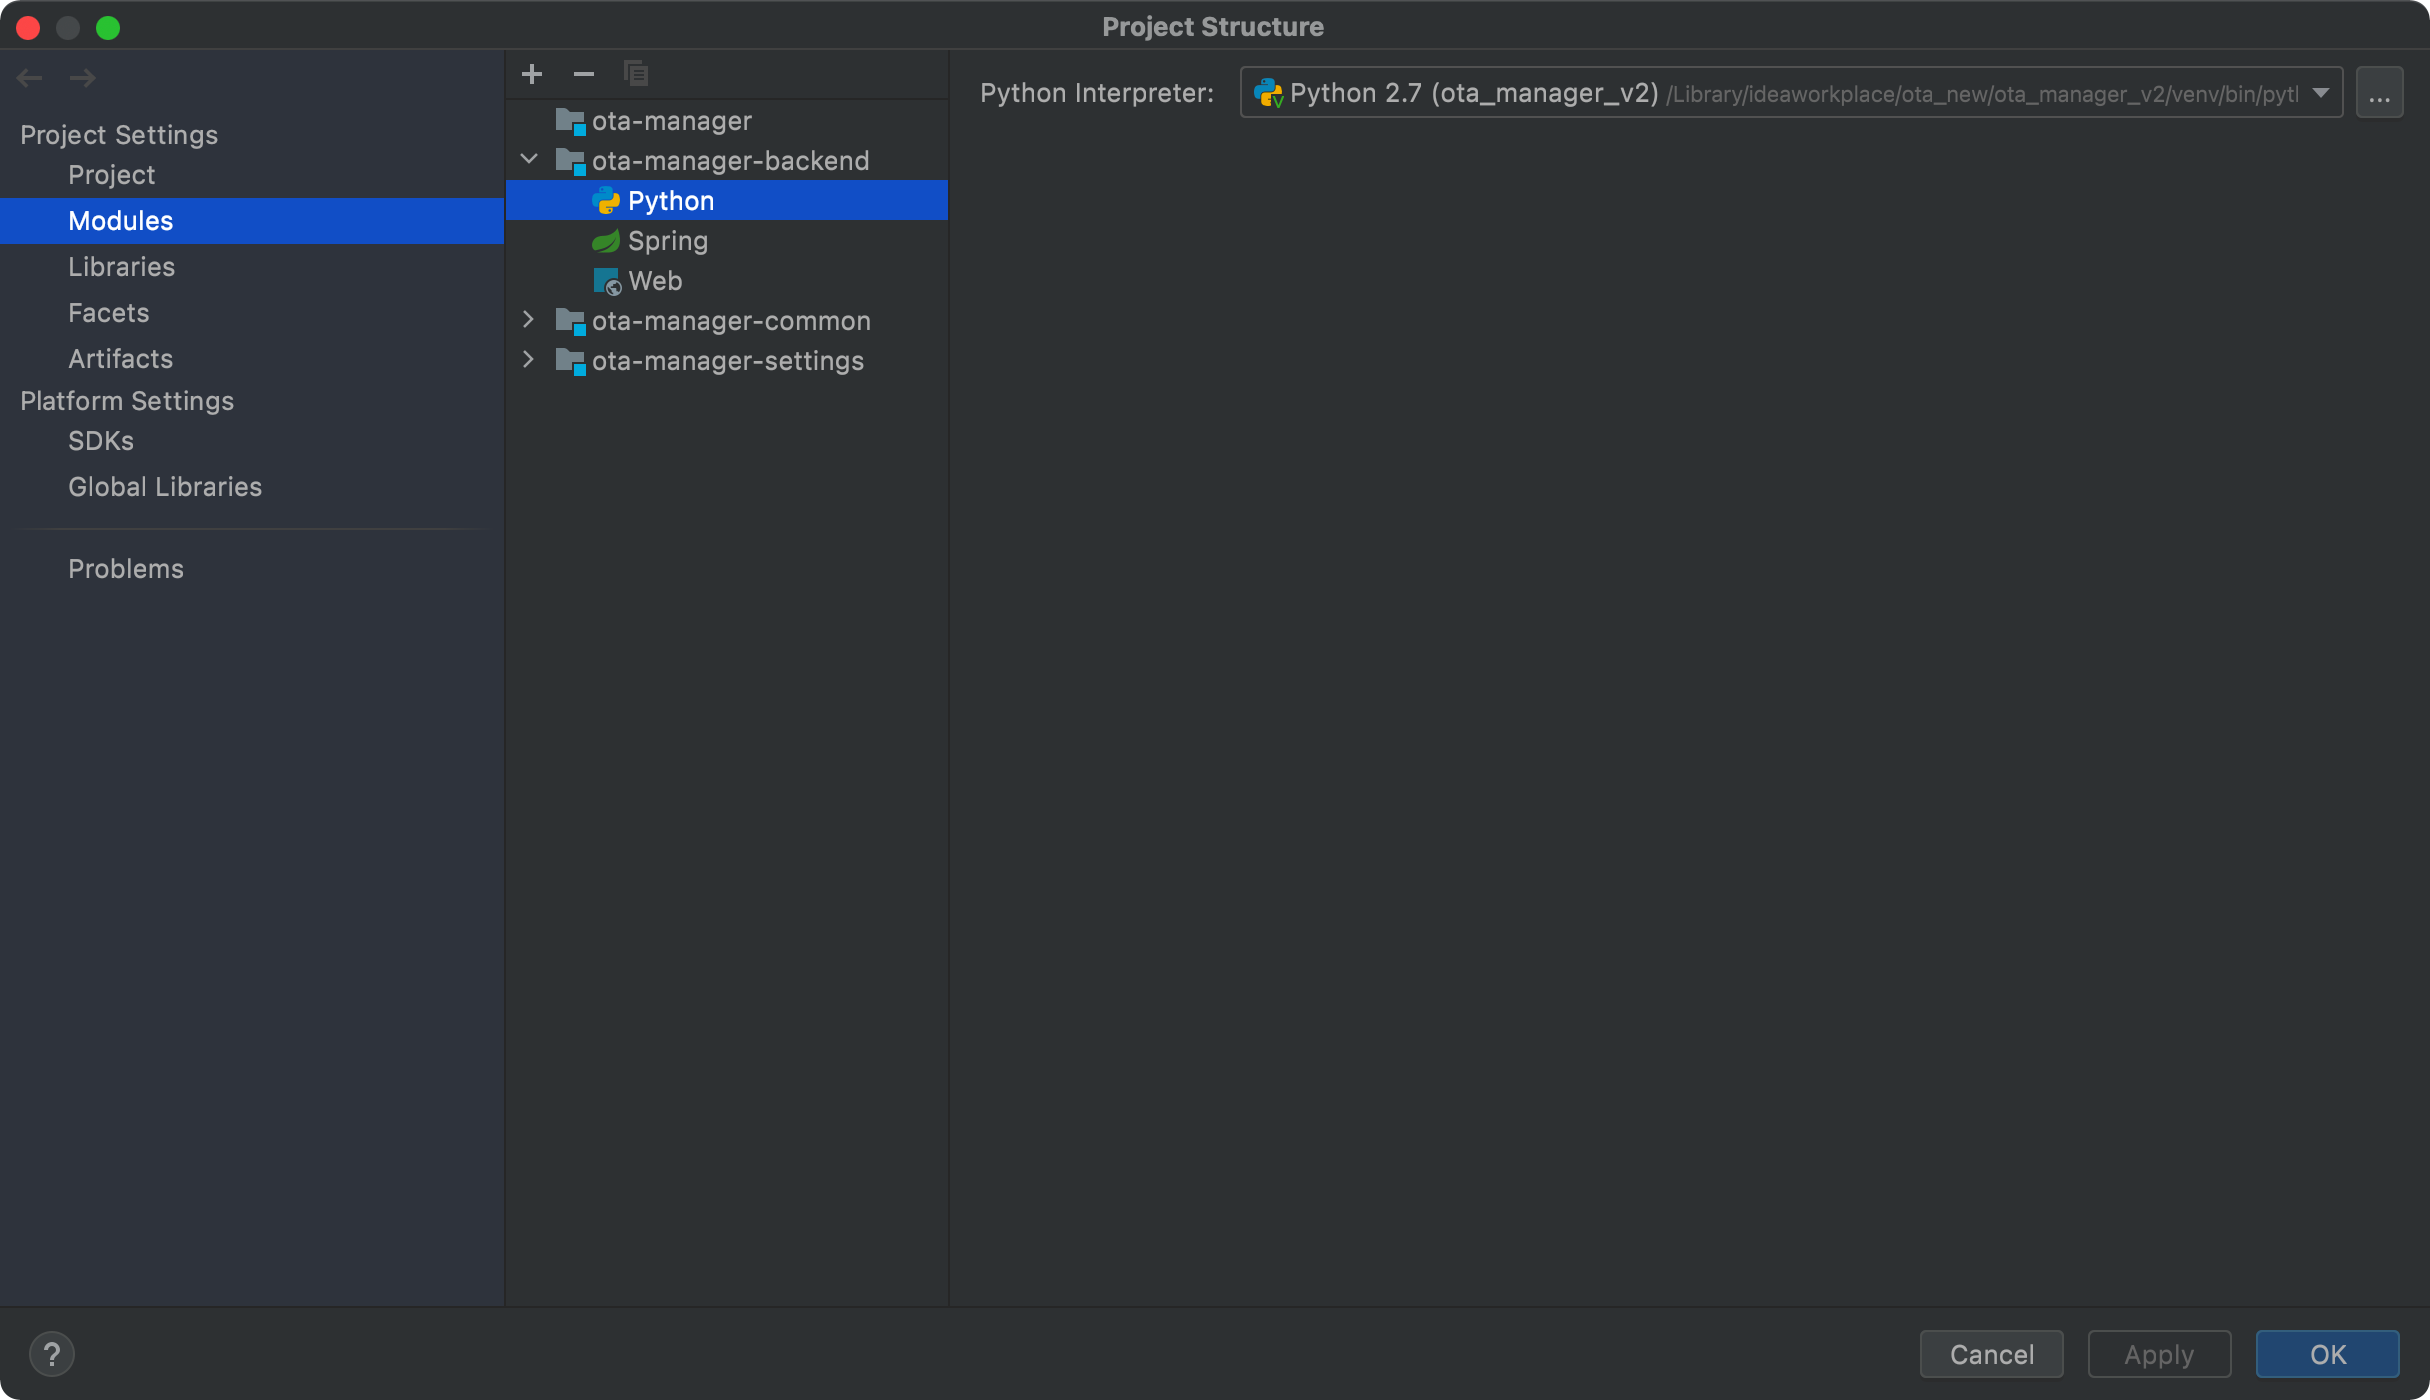 Project Structure
Project Settings
Project
Modules
Libraries
Facets
Artifacts
Platform Settings
SDKs
Global Libraries
Problems
ota-manager
ota-manager-backend
Python
Spring
Web
ota-manager-common
ota-manager-settings
Python Interpreter: Python 2.7 (ota_manager_v2) /Library/ideaworkplace/ota_new/ota_manager_v2/venv/bin/pyt ...
? Cancel Apply OK